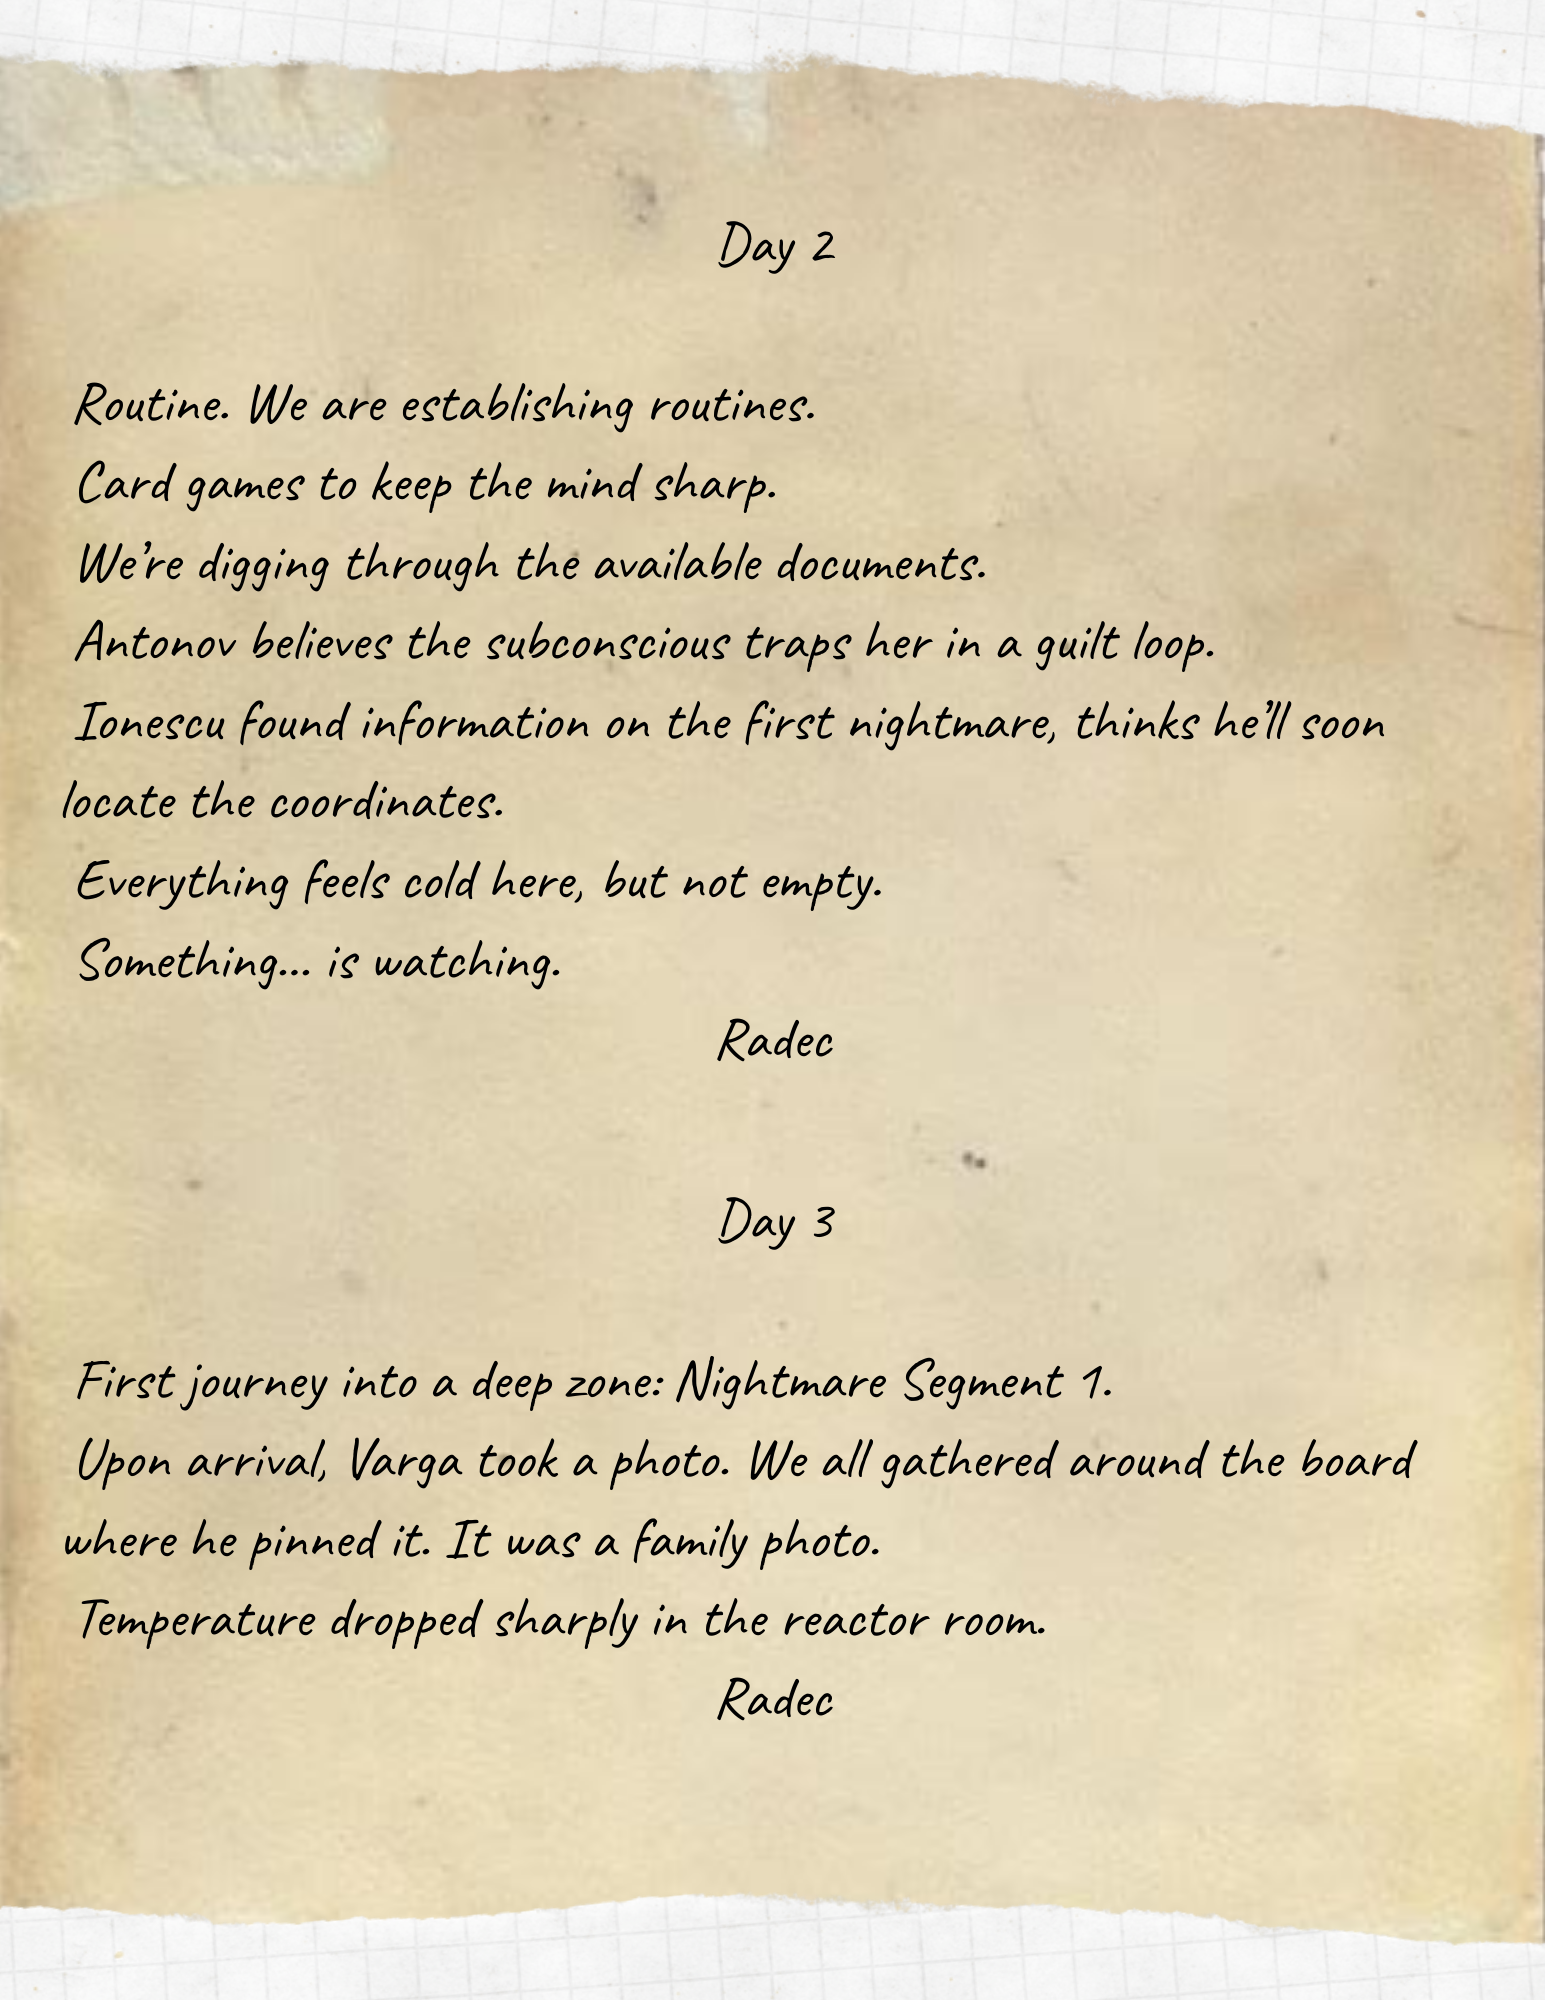 Day 2
Routine. We are establishing routines.
Card games to keep the mind sharp.
We’re digging through the available documents.
Antonov believes the subconscious traps her in a guilt loop.
Ionescu found information on the first nightmare, thinks he’ll soon
locate the coordinates.
Everything feels cold here, but not empty.
Something... is watching.
Radec
Day 3
First journey into a deep zone: Nightmare Segment 1.
Upon arrival, Varga took a photo. We all gathered around the board
where he pinned it. It was a family photo.
Temperature dropped sharply in the reactor room.
Radec